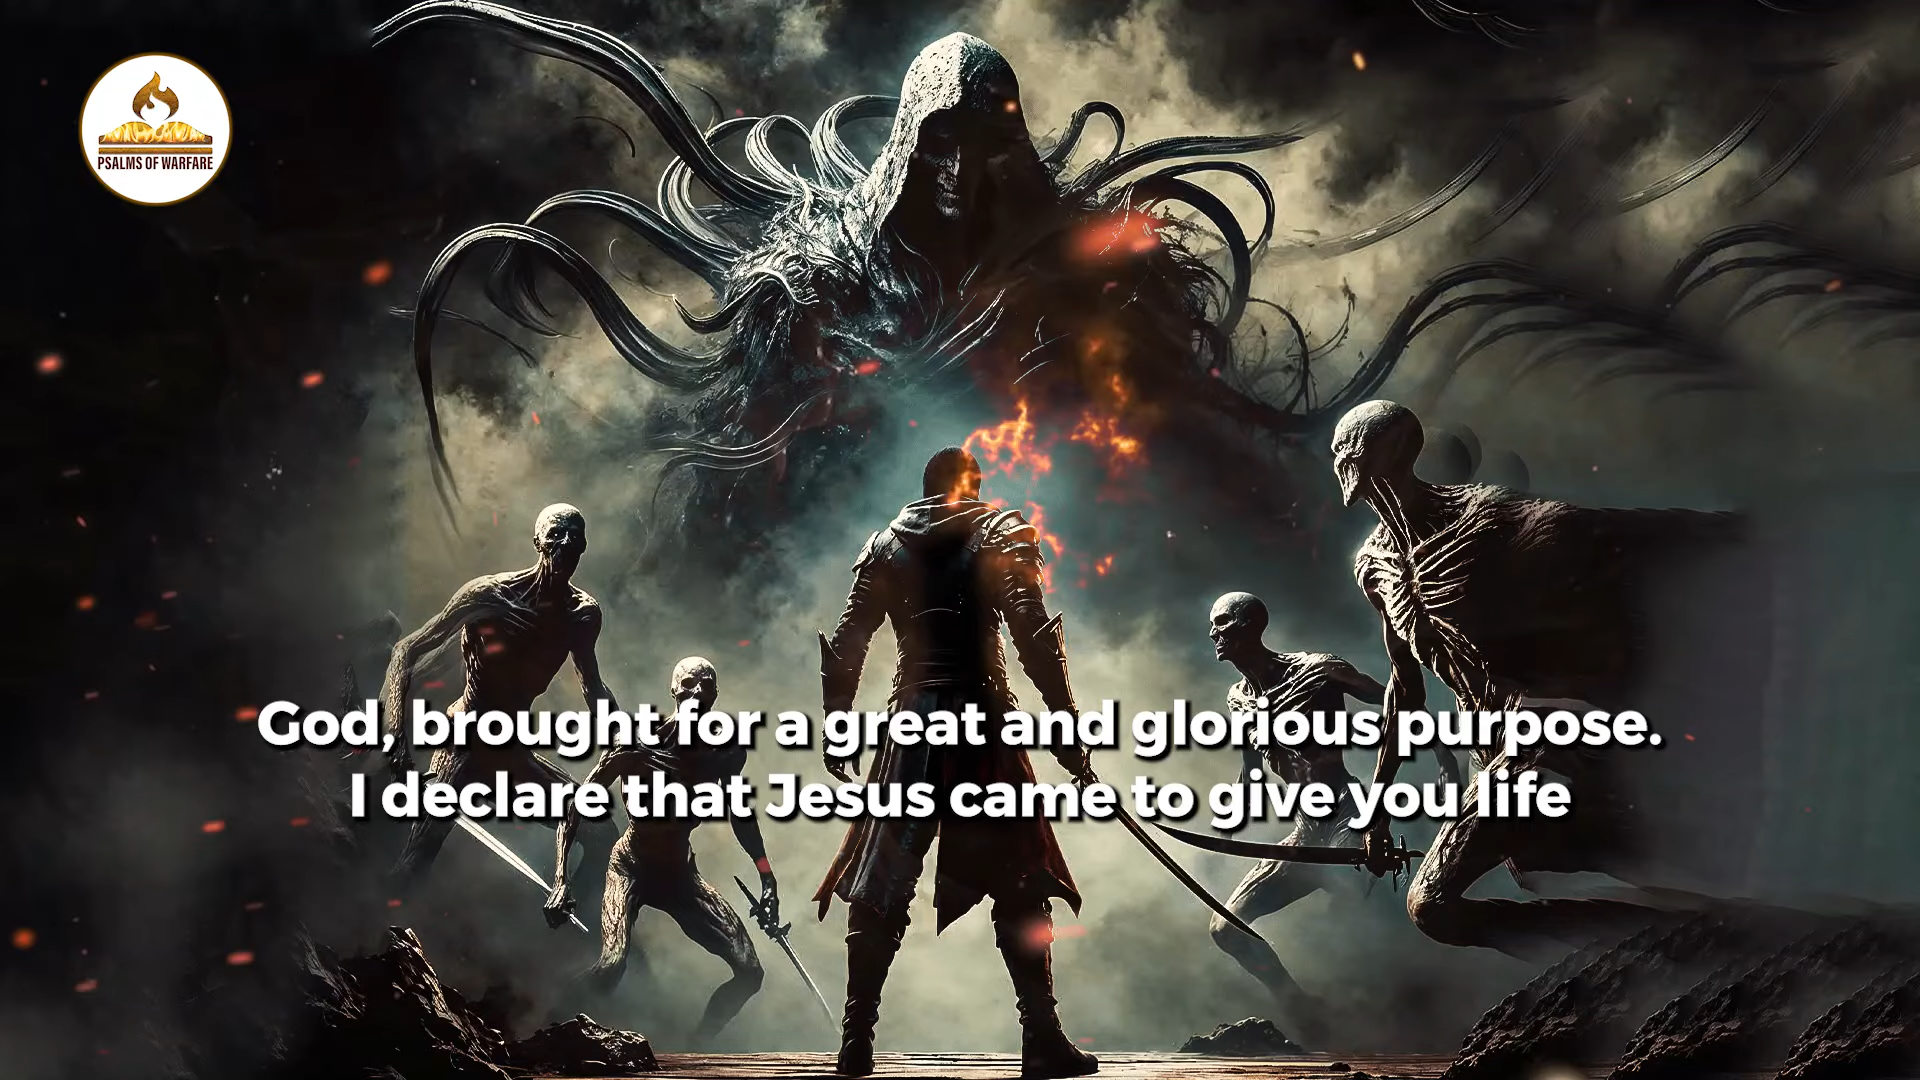 PSALMS OF WARFARE
God, brought for a great and glorious purpose.
I declare that Jesus came to give you life